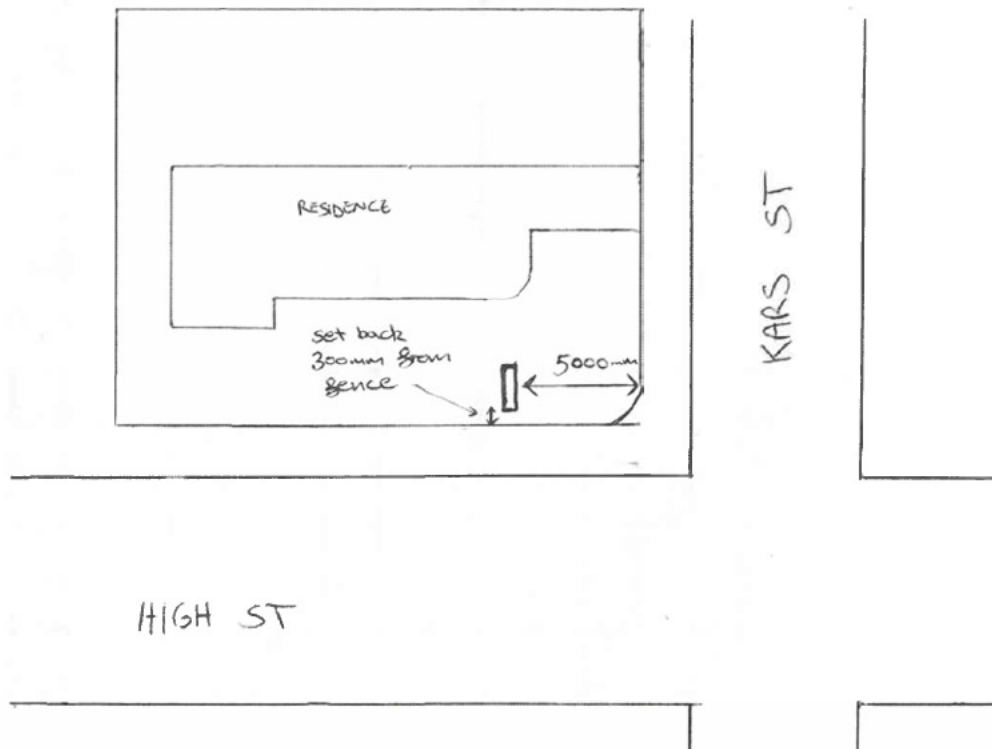 RESIDENCE
set back
300mm from
fence
5000mm
KARS ST
HIGH ST